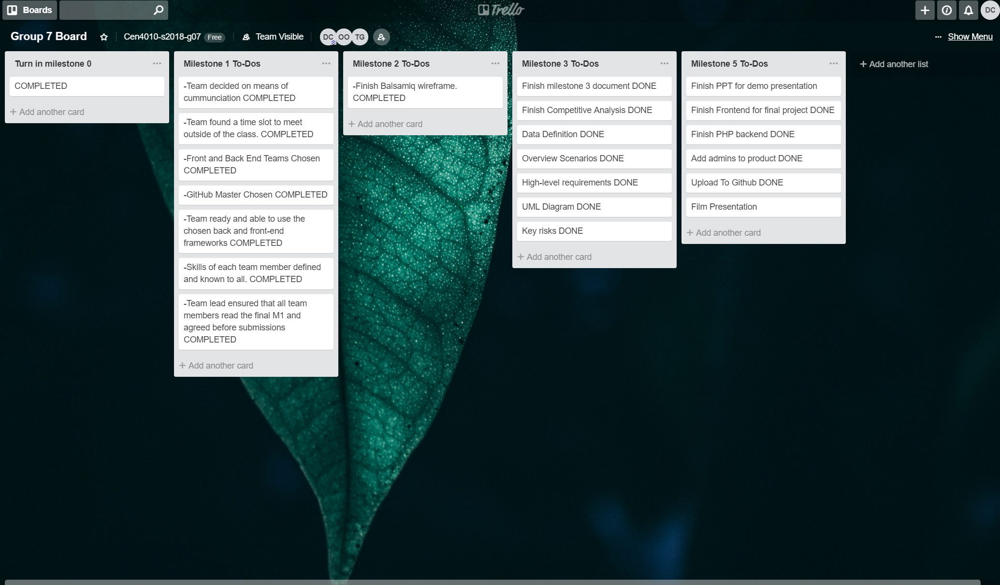 Boards
Trello
DC
Group 7 Board
Cen4010-s2018-g07 Free
Team Visible
DC OO TG
Show Menu
Turn in milestone 0
COMPLETED
Add another card
Milestone 1 To-Dos
-Team decided on means of
cummunciation COMPLETED
-Team found a time slot to meet
outside of the class. COMPLETED
-Front and Back End Teams Chosen
COMPLETED
-GitHub Master Chosen COMPLETED
-Team ready and able to use the
chosen back and front-end
frameworks COMPLETED
-Skills of each team member defined
and known to all. COMPLETED
-Team lead ensured that all team
members read the final M1 and
agreed before submissions
COMPLETED
Add another card
Milestone 2 To-Dos
-Finish Balsamiq wireframe.
COMPLETED
Add another card
Milestone 3 To-Dos
Finish milestone 3 document DONE
Finish Competitive Analysis DONE
Data Definition DONE
Overview Scenarios DONE
High-level requirements DONE
UML Diagram DONE
Key risks DONE
Add another card
Milestone 5 To-Dos
Finish PPT for demo presentation
Finish Frontend for final project DONE
Finish PHP backend DONE
Add admins to product DONE
Upload To Github DONE
Film Presentation
Add another card
Add another list